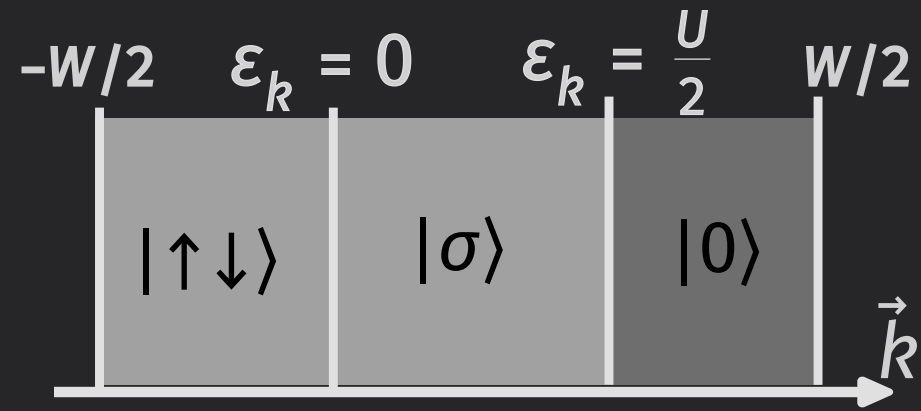 –W/2 ε_k = 0 ε_k = U/2 W/2
|↑↓⟩ |σ⟩ |0⟩
k⃗